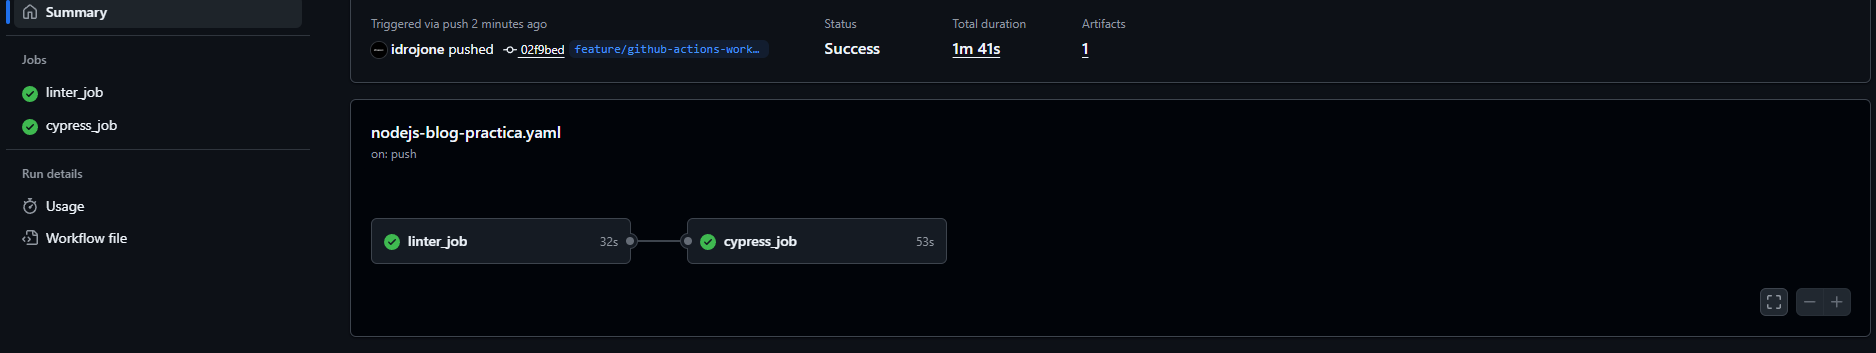 Summary
Jobs
linter_job
cypress_job
Run details
Usage
Workflow file
Triggered via push 2 minutes ago
idrojone pushed 02f9bed feature/github-actions-work…
Status
Success
Total duration
1m 41s
Artifacts
1
nodejs-blog-practica.yaml
on: push
linter_job 32s
cypress_job 53s